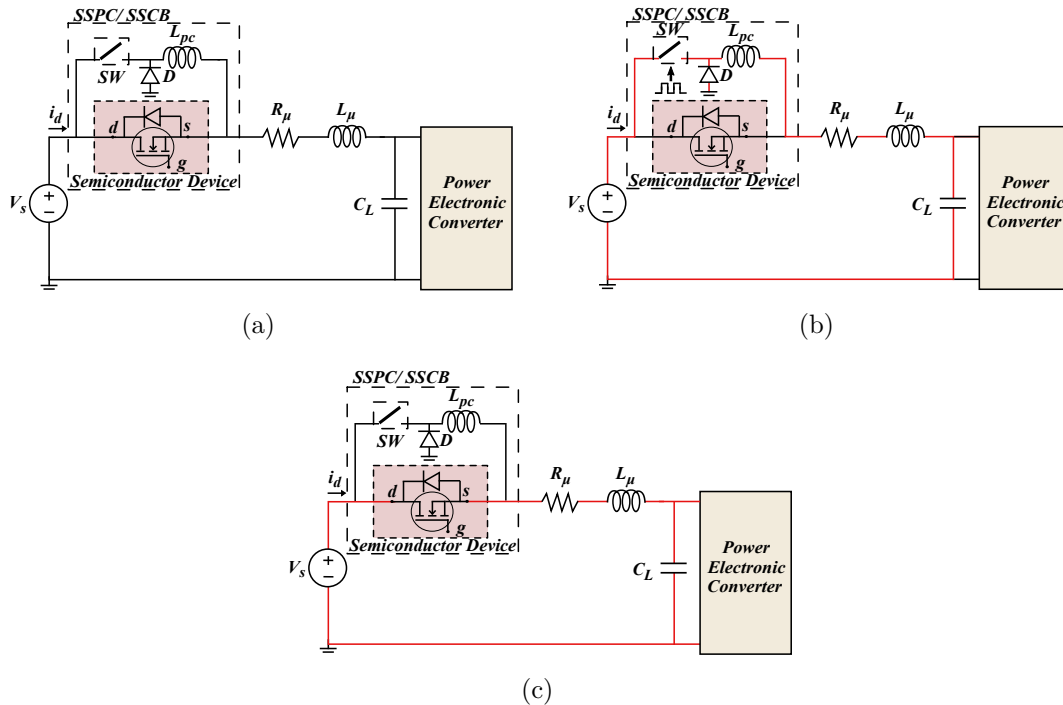 SSPC/ SSCB
L_pc
SW
D
i_d
d
s
g
R_μ
L_μ
Semiconductor Device
V_s
C_L
Power
Electronic
Converter
(a)
SSPC/ SSCB
SW
L_pc
D
i_d
d
s
g
R_μ
L_μ
Semiconductor Device
V_s
C_L
Power
Electronic
Converter
(b)
SSPC/ SSCB
L_pc
SW
D
i_d
d
s
g
R_μ
L_μ
Semiconductor Device
V_s
C_L
Power
Electronic
Converter
(c)